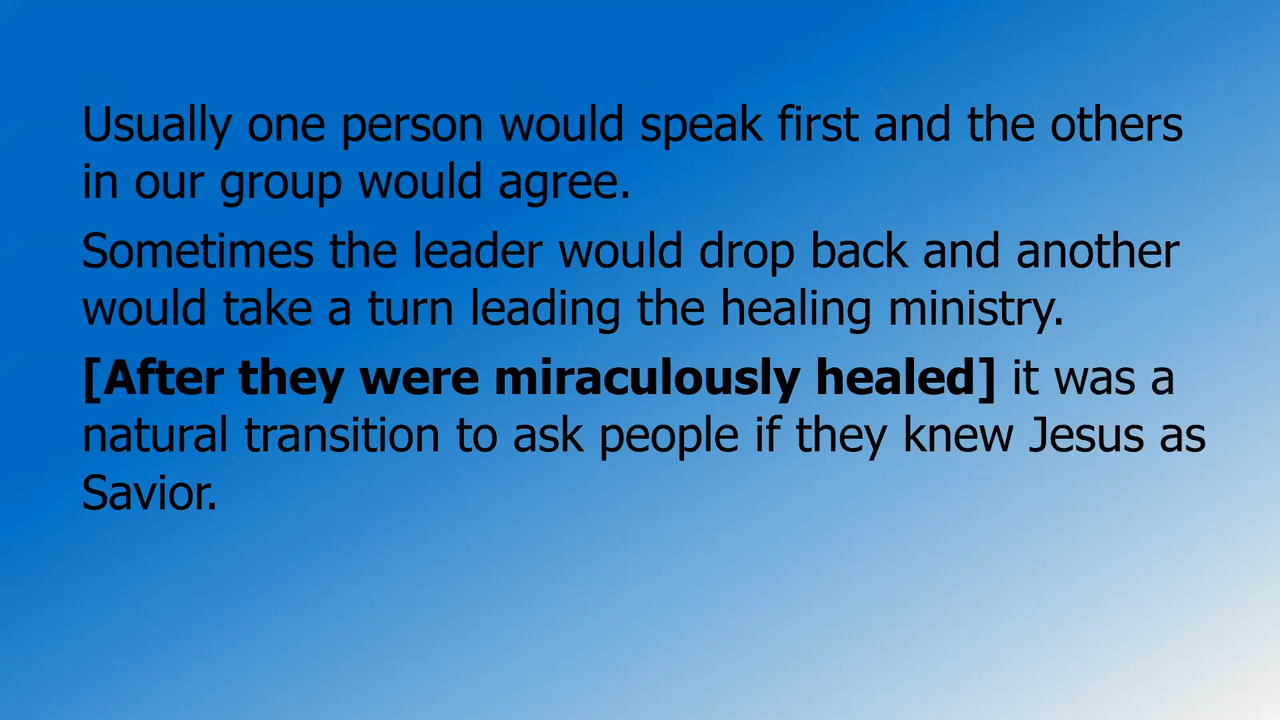 Usually one person would speak first and the others
in our group would agree.
Sometimes the leader would drop back and another
would take a turn leading the healing ministry.
[After they were miraculously healed] it was a
natural transition to ask people if they knew Jesus as
Savior.